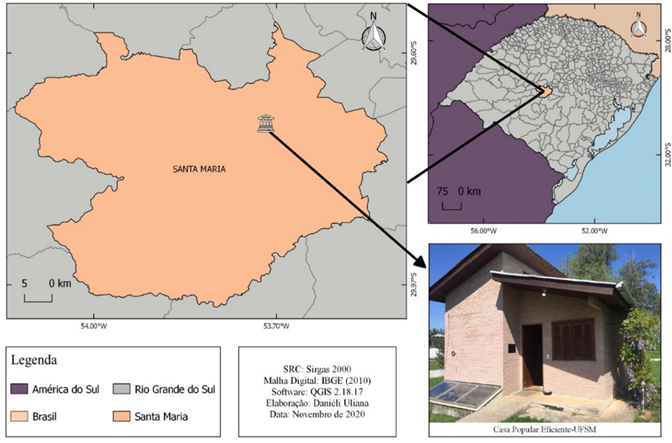 N
29.60°S
SANTA MARIA
5 0 km
29.97°S
54.00°W
53.70°W
N
28.00°S
32.00°S
75 0 km
56.00°W
52.00°W
Legenda
América do Sul
Rio Grande do Sul
Brasil
Santa Maria
SRC: Sirgas 2000
Malha Digital: IBGE (2010)
Software: QGIS 2.18.17
Elaboração: Daniéli Uliana
Data: Novembro de 2020
Casa Popular Eficiente-UFSM